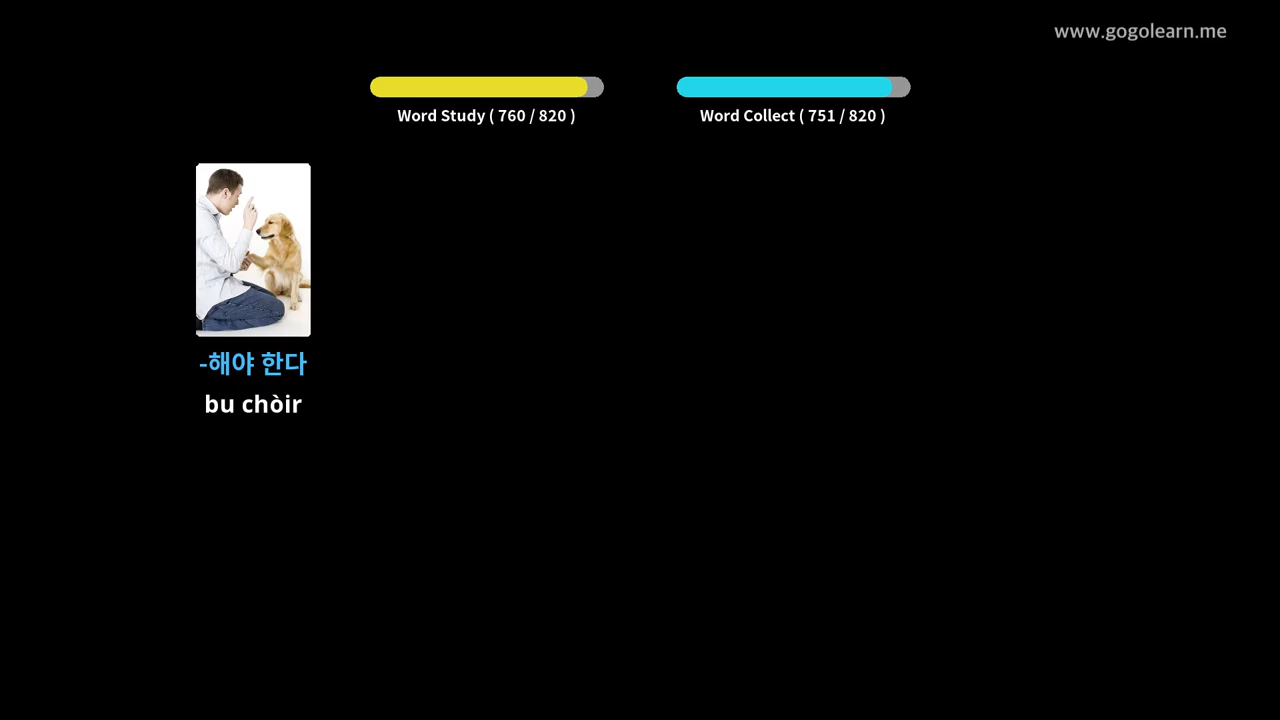 www.gogolearn.me
Word Study ( 760 / 820 )
Word Collect ( 751 / 820 )
-해야 한다
bu chòir